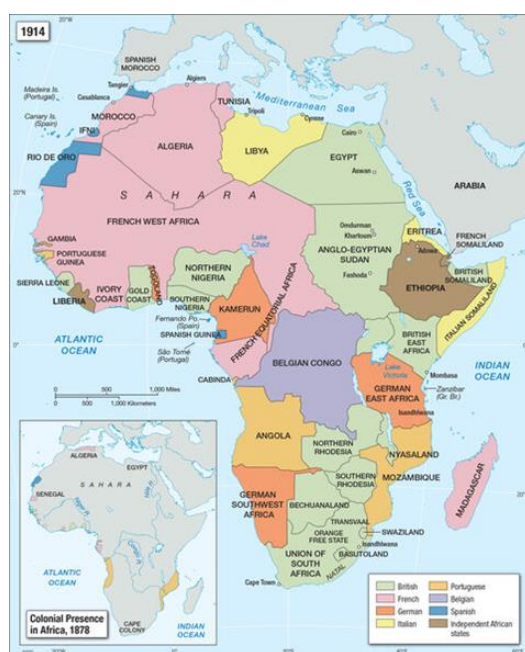 1914
SPANISH
MOROCCO
Tangier
Algiers
Madeira Is.
(Portugal)
Casablanca
TUNISIA
Mediterranean Sea
MOROCCO
Tripoli
Cyrene
Canary Is.
(Spain)
IFNI
ALGERIA
Cairo
LIBYA
EGYPT
RIO DE ORO
Aswan
ARABIA
20°N
SAHARA
Red Sea
FRENCH WEST AFRICA
GAMBIA
PORTUGUESE
GUINEA
Lake
Chad
Omdurman
Khartoum
ERITREA
FRENCH
SOMALILAND
ANGLO-EGYPTIAN
SUDAN
Adowa
SIERRA LEONE
LIBERIA
IVORY
COAST
GOLD
COAST
TOGOLAND
NORTHERN
NIGERIA
SOUTHERN
NIGERIA
Fashoda
BRITISH
SOMALILAND
ETHIOPIA
KAMERUN
FRENCH EQUATORIAL AFRICA
ITALIAN SOMALILAND
Fernando Po.
(Spain)
SPANISH GUINEA
ATLANTIC
OCEAN
São Tomé
(Portugal)
BRITISH
EAST
AFRICA
INDIAN
OCEAN
BELGIAN CONGO
Lake
Victoria
Mombasa
Zanzibar
(Gr. Br.)
CABINDA
GERMAN
EAST AFRICA
Isandhlwana
0 500 1,000 Miles
0 500 1,000 Kilometers
ANGOLA
NYASALAND
NORTHERN
RHODESIA
MOZAMBIQUE
MADAGASCAR
GERMAN
SOUTHWEST
AFRICA
SOUTHERN
RHODESIA
BECHUANALAND
TRANSVAAL
SWAZILAND
ORANGE
FREE STATE
Isandhlwana
BASUTOLAND
UNION OF
SOUTH
AFRICA
NATAL
Cape Town
ALGERIA
EGYPT
SAHARA
SENEGAL
Niger R.
Nile R.
Congo R.
ATLANTIC
OCEAN
CAPE
COLONY
INDIAN
OCEAN
Colonial Presence
in Africa, 1878
British
French
German
Italian
Portuguese
Belgian
Spanish
Independent African
states